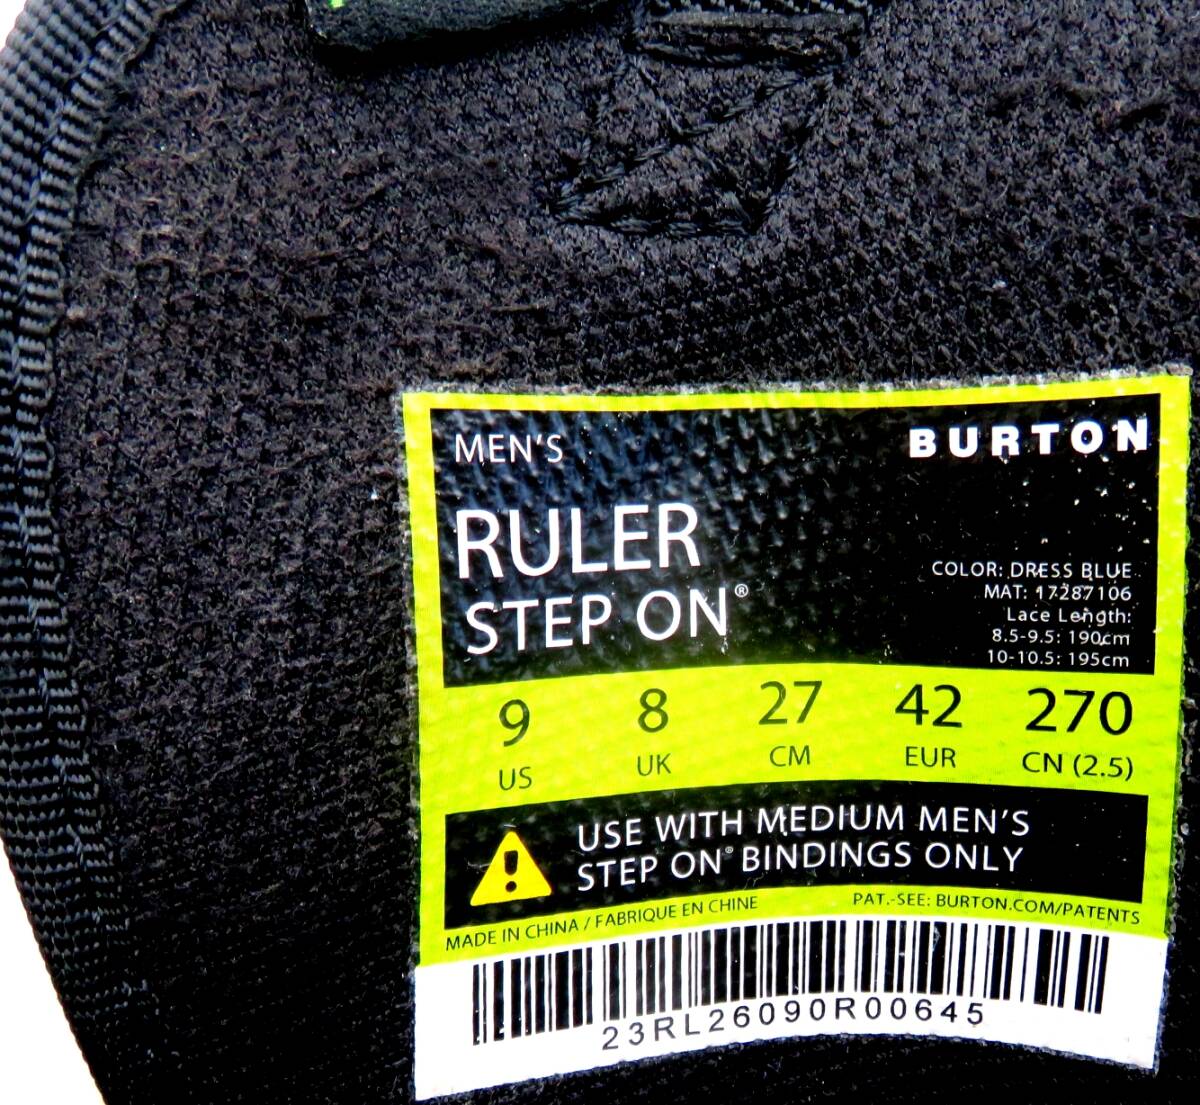 MEN'S
BURTON
RULER
STEP ON®
COLOR: DRESS BLUE
MAT: 17287106
Lace Length:
8.5-9.5: 190cm
10-10.5: 195cm
9 8 27 42 270
US UK CM EUR CN (2.5)
USE WITH MEDIUM MEN'S
STEP ON® BINDINGS ONLY
MADE IN CHINA / FABRIQUE EN CHINE
PAT.-SEE: BURTON.COM/PATENTS
23RL26090R00645